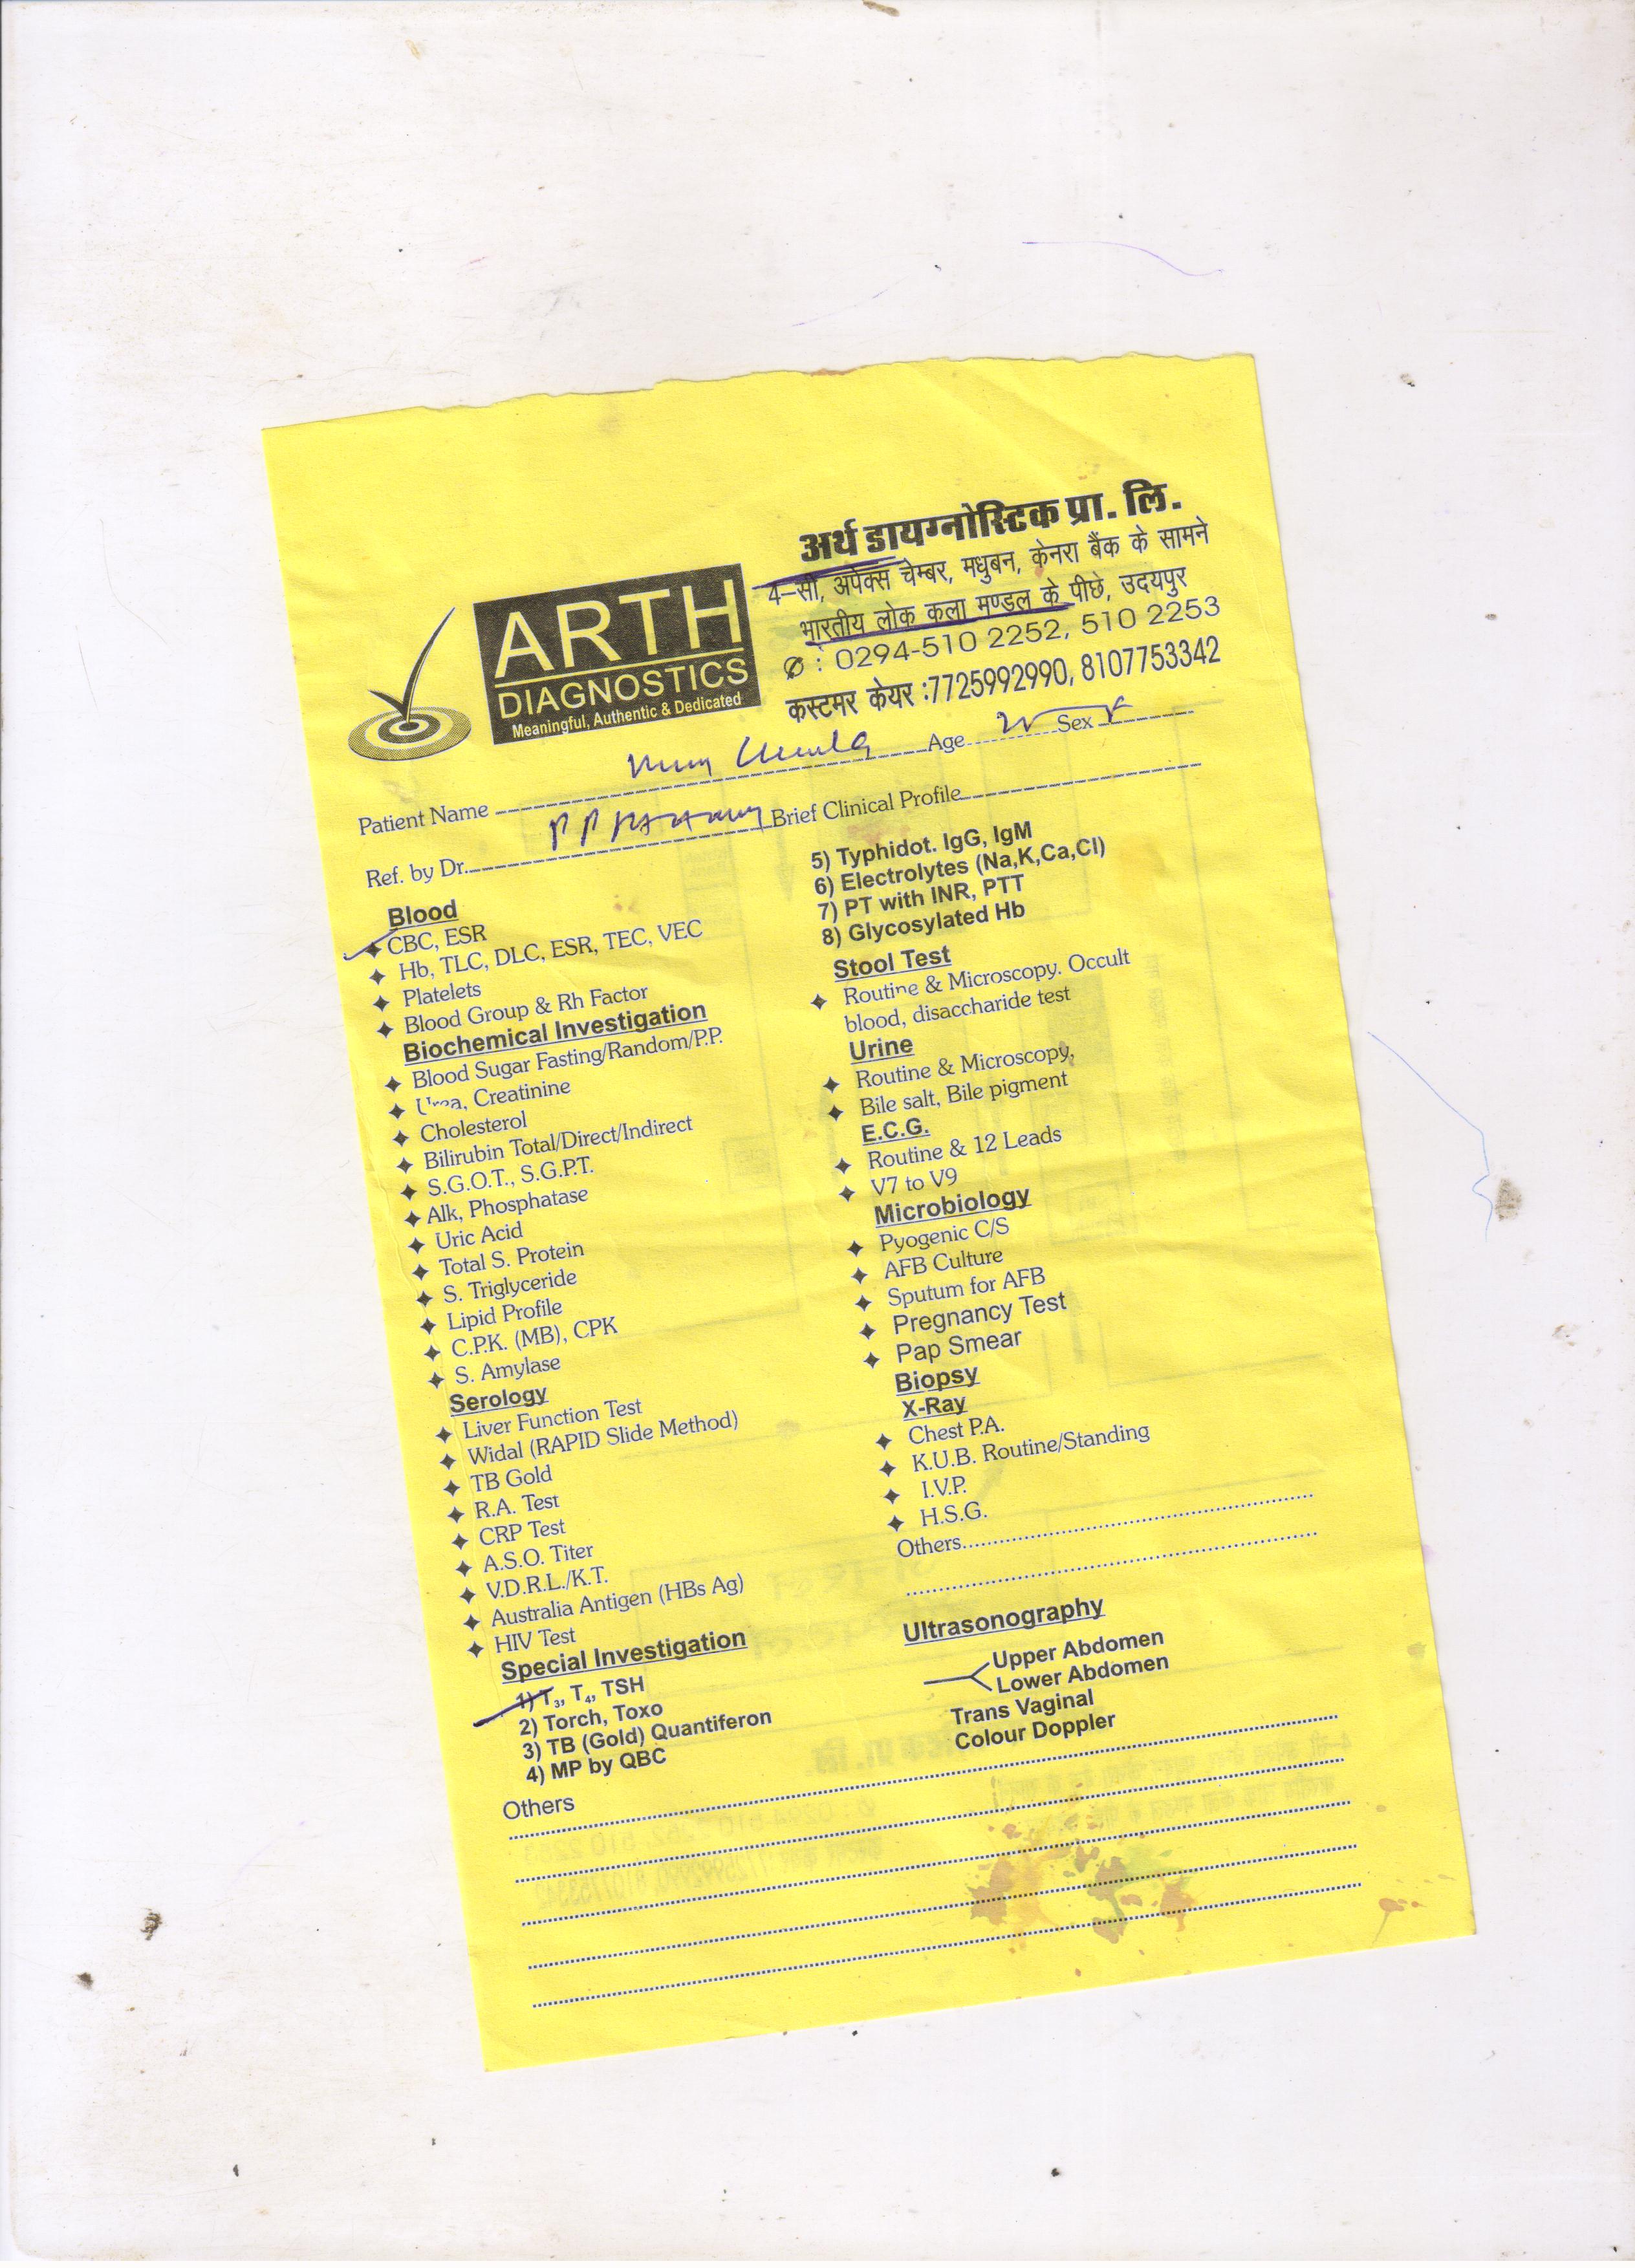 अर्थ डायग्नोस्टिक प्रा. लि.
4-सी, अपेक्स चेम्बर, मधुबन, केनरा बैंक के सामने
भारतीय लोक कला मण्डल के पीछे, उदयपुर
: 0294-510 2252, 510 2253
कस्टमर केयर :7725992990, 8107753342
ARTH
DIAGNOSTICS
Meaningful, Authentic & Dedicated
Patient Name Age Sex
Ref. by Dr. Brief Clinical Profile
Blood
CBC, ESR
Hb, TLC, DLC, ESR, TEC, VEC
Platelets
Blood Group & Rh Factor
Biochemical Investigation
Blood Sugar Fasting/Random/P.P.
Urea, Creatinine
Cholesterol
Bilirubin Total/Direct/Indirect
S.G.O.T., S.G.P.T.
Alk, Phosphatase
Uric Acid
Total S. Protein
S. Triglyceride
Lipid Profile
C.P.K. (MB), CPK
S. Amylase
Serology
Liver Function Test
Widal (RAPID Slide Method)
TB Gold
R.A. Test
CRP Test
A.S.O. Titer
V.D.R.L./K.T.
Australia Antigen (HBs Ag)
HIV Test
Special Investigation
1) T₃, T₄, TSH
2) Torch, Toxo
3) TB (Gold) Quantiferon
4) MP by QBC
5) Typhidot. IgG, IgM
6) Electrolytes (Na,K,Ca,Cl)
7) PT with INR, PTT
8) Glycosylated Hb
Stool Test
Routine & Microscopy. Occult
blood, disaccharide test
Urine
Routine & Microscopy,
Bile salt, Bile pigment
E.C.G.
Routine & 12 Leads
V7 to V9
Microbiology
Pyogenic C/S
AFB Culture
Sputum for AFB
Pregnancy Test
Pap Smear
Biopsy
X-Ray
Chest P.A.
K.U.B. Routine/Standing
I.V.P.
H.S.G.
Others
Ultrasonography
Upper Abdomen
Lower Abdomen
Trans Vaginal
Colour Doppler
Others